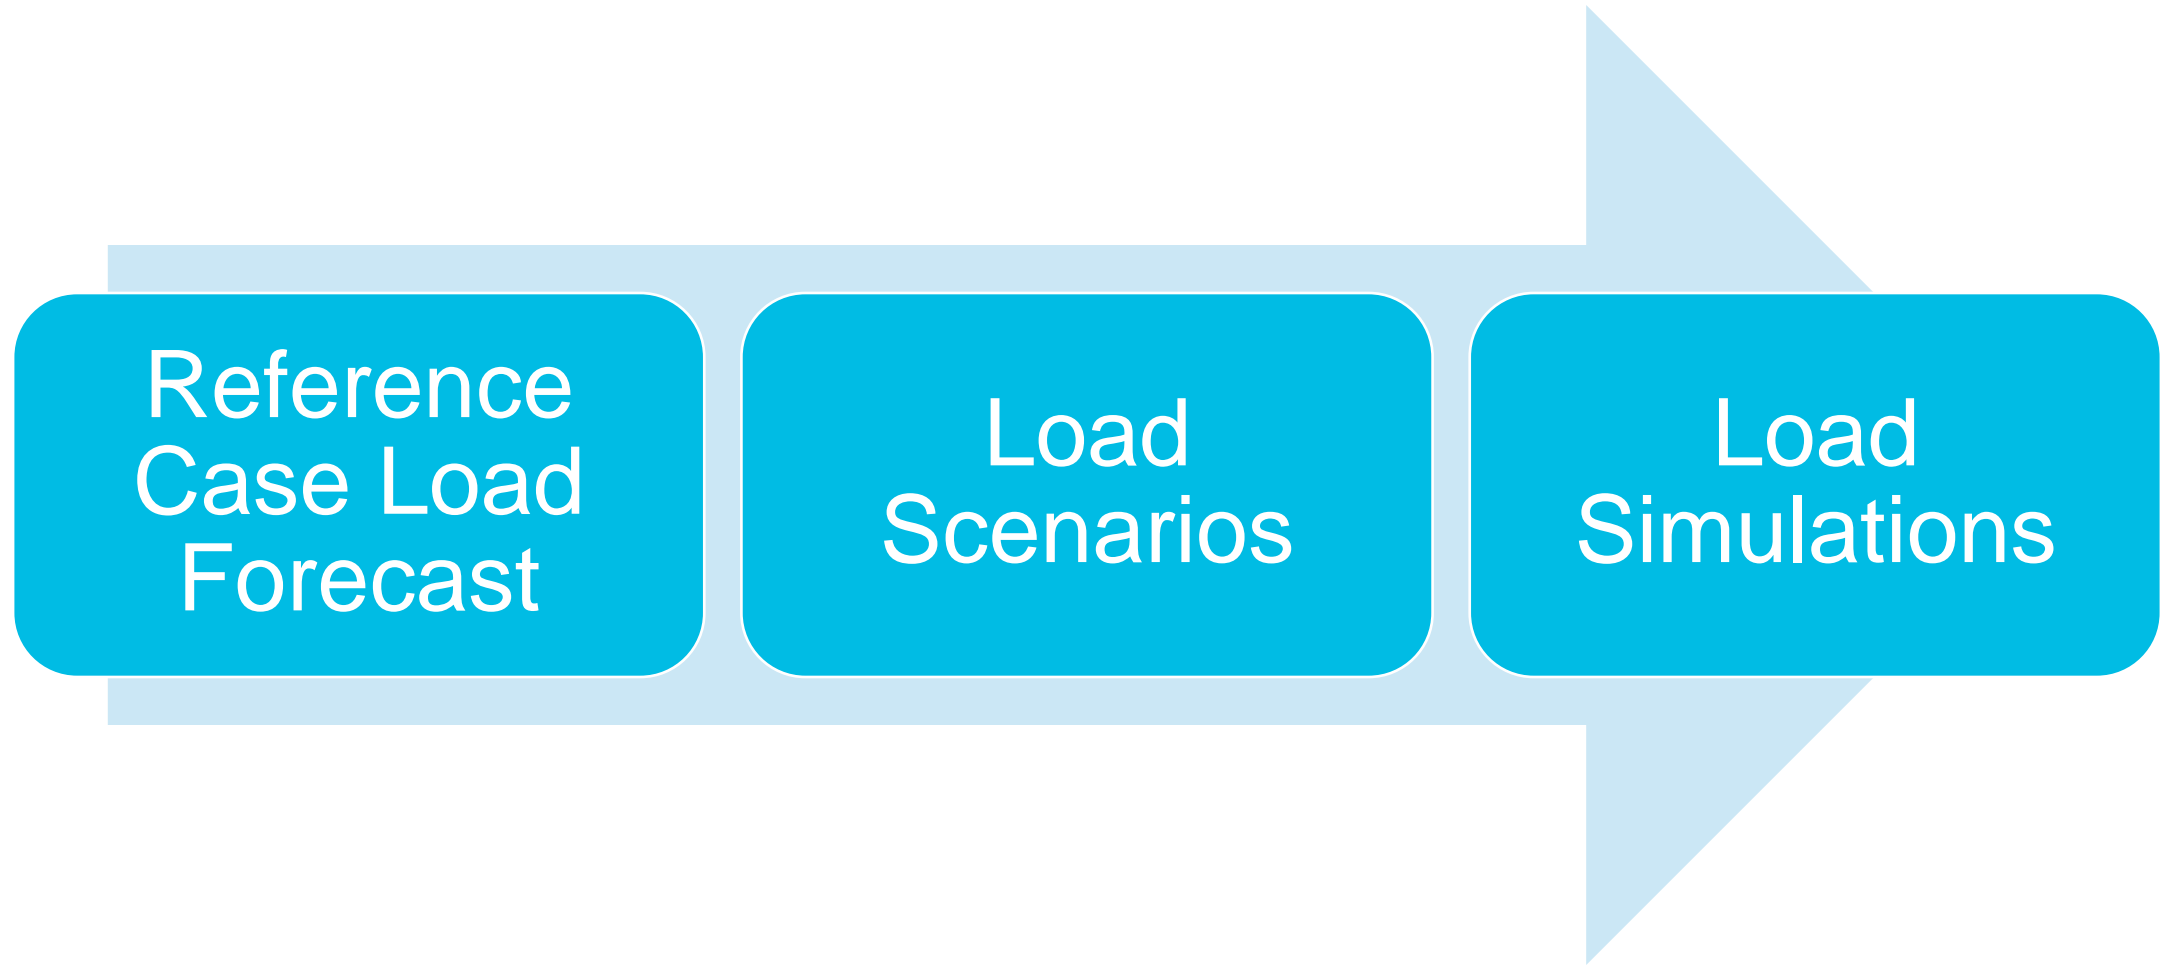 Reference
Case Load
Forecast
Load
Scenarios
Load
Simulations